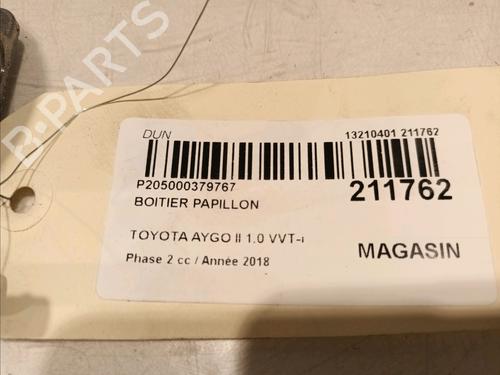 B-PARTS
DUN
13210401 211762
P205000379767
211762
BOITIER PAPILLON
TOYOTA AYGO II 1.0 VVT-i
MAGASIN
Phase 2 cc / Année 2018